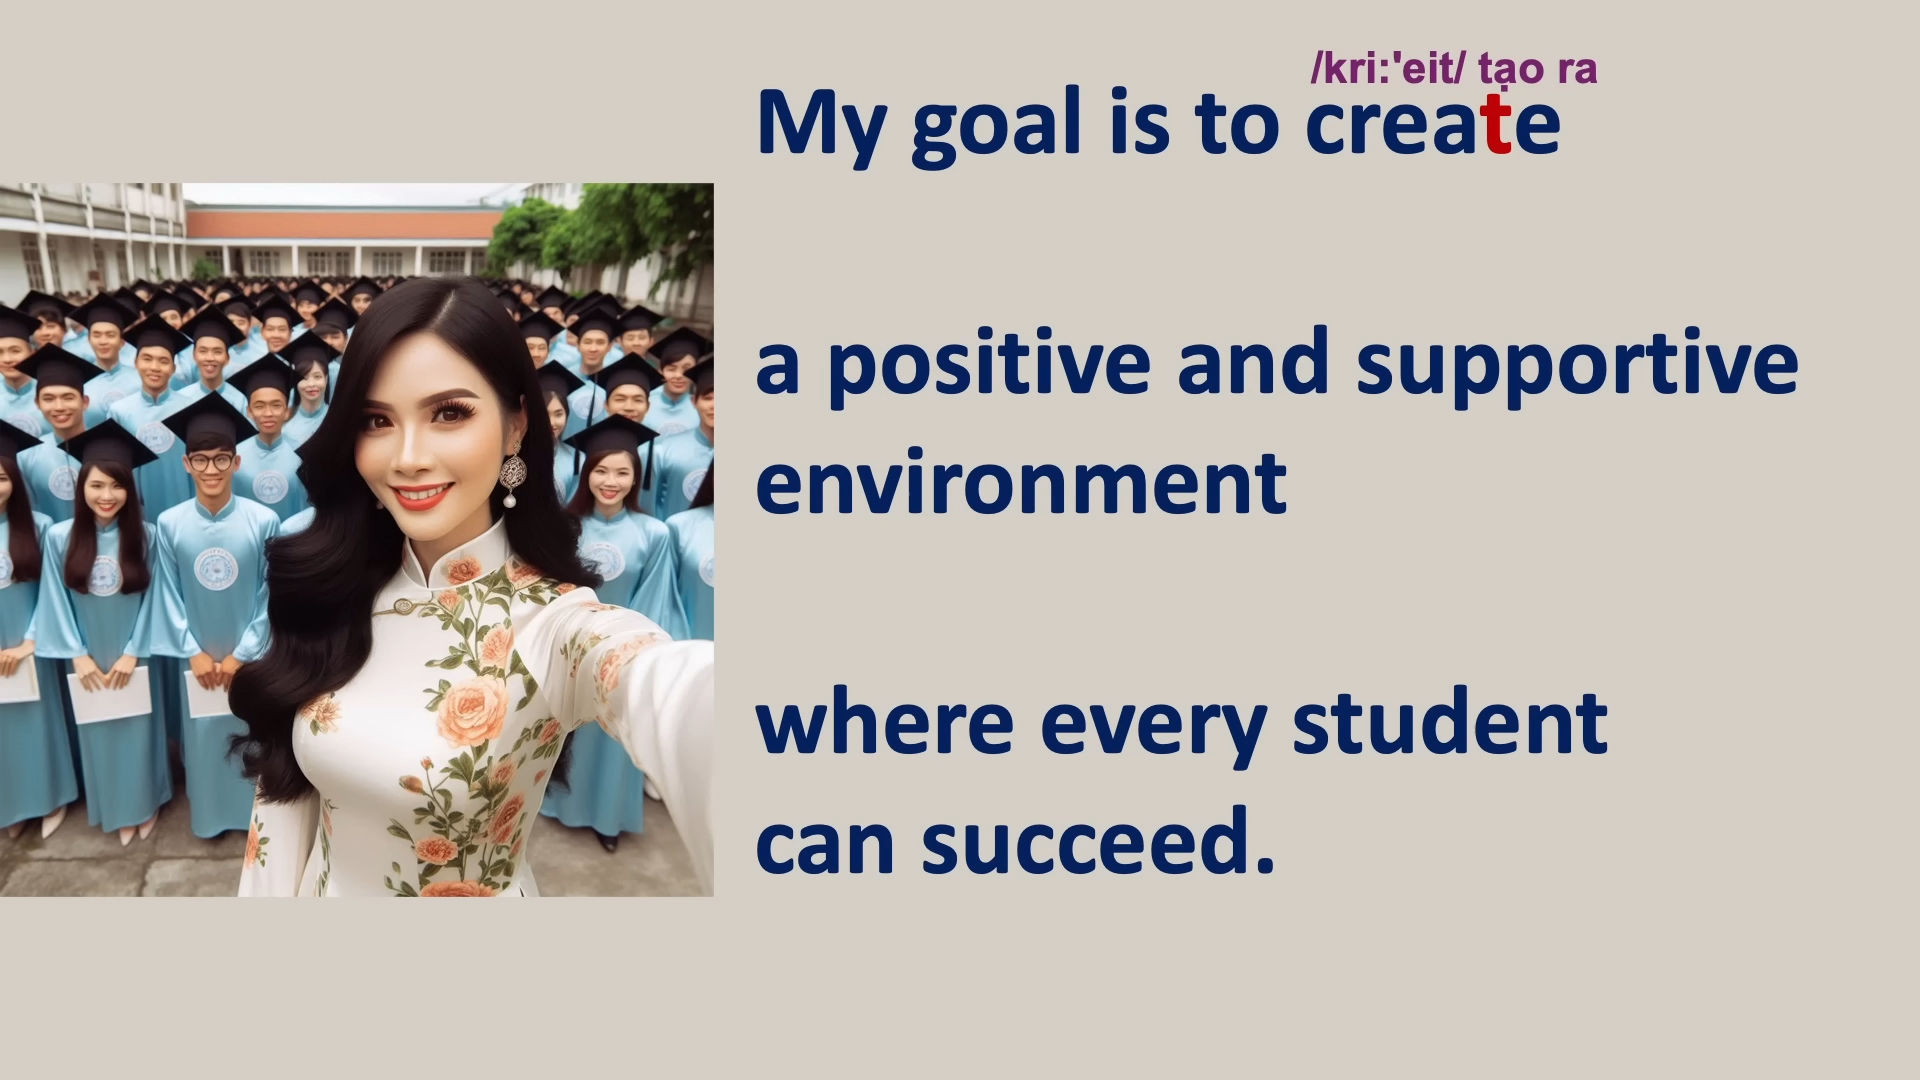 /kri:'eit/ tạo ra
My goal is to create
a positive and supportive
environment
where every student
can succeed.